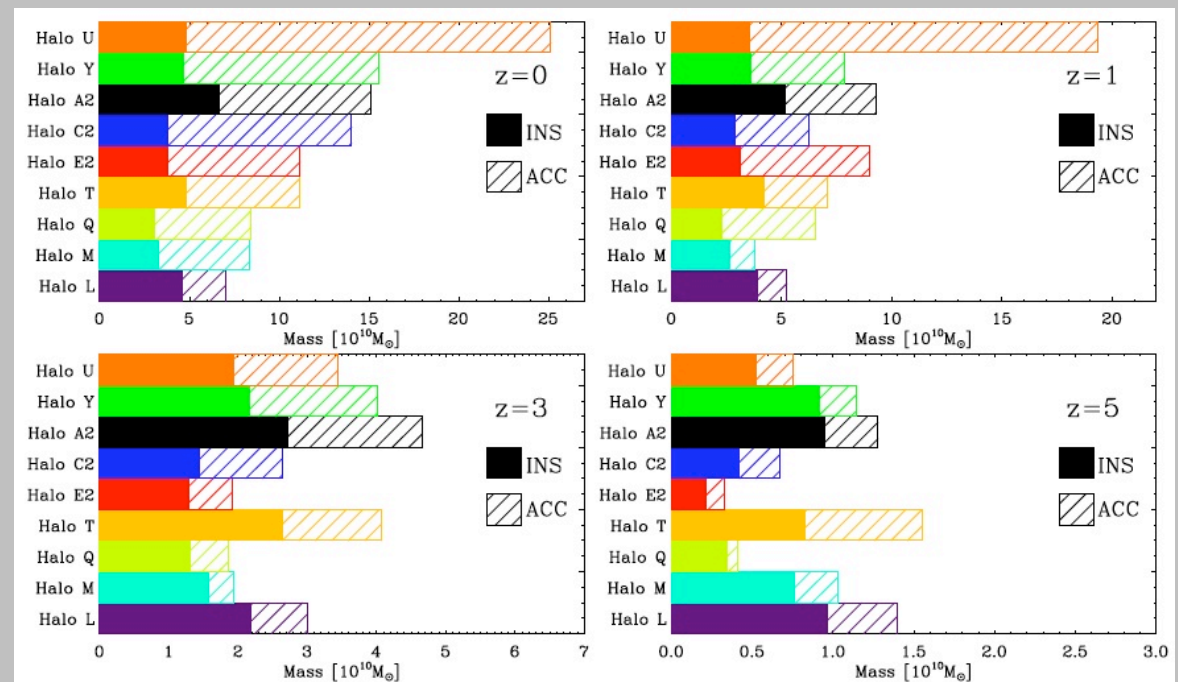 Halo U
Halo Y
Halo A2
Halo C2
Halo E2
Halo T
Halo Q
Halo M
Halo L
z=0
INS
ACC
0 5 10 15 20 25
Mass [10¹⁰M☉]
Halo U
Halo Y
Halo A2
Halo C2
Halo E2
Halo T
Halo Q
Halo M
Halo L
z=1
INS
ACC
0 5 10 15 20
Mass [10¹⁰M☉]
Halo U
Halo Y
Halo A2
Halo C2
Halo E2
Halo T
Halo Q
Halo M
Halo L
z=3
INS
ACC
0 1 2 3 4 5 6 7
Mass [10¹⁰M☉]
Halo U
Halo Y
Halo A2
Halo C2
Halo E2
Halo T
Halo Q
Halo M
Halo L
z=5
INS
ACC
0.0 0.5 1.0 1.5 2.0 2.5 3.0
Mass [10¹⁰M☉]